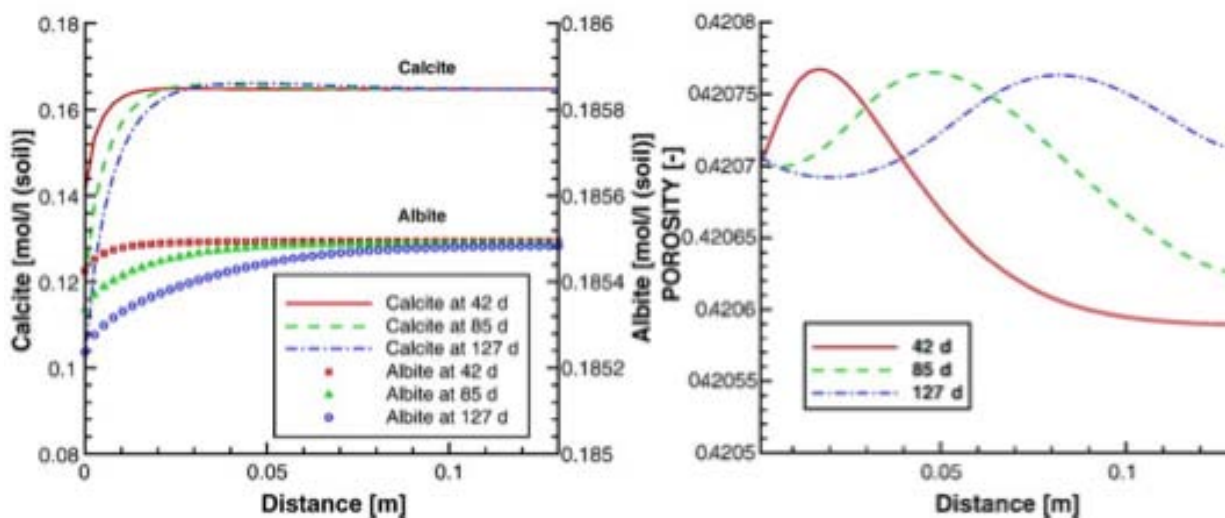 0.18
0.16
0.14
0.12
0.1
0.08
Calcite [mol/l (soil)]
Calcite
Albite
Calcite at 42 d
Calcite at 85 d
Calcite at 127 d
Albite at 42 d
Albite at 85 d
Albite at 127 d
0
0.05
0.1
Distance [m]
0.186
0.1858
0.1856
0.1854
0.1852
0.185
Albite [mol/l (soil)]
POROSITY [-]
0.4208
0.42075
0.4207
0.42065
0.4206
0.42055
0.4205
42 d
85 d
127 d
0.05
0.1
Distance [m]